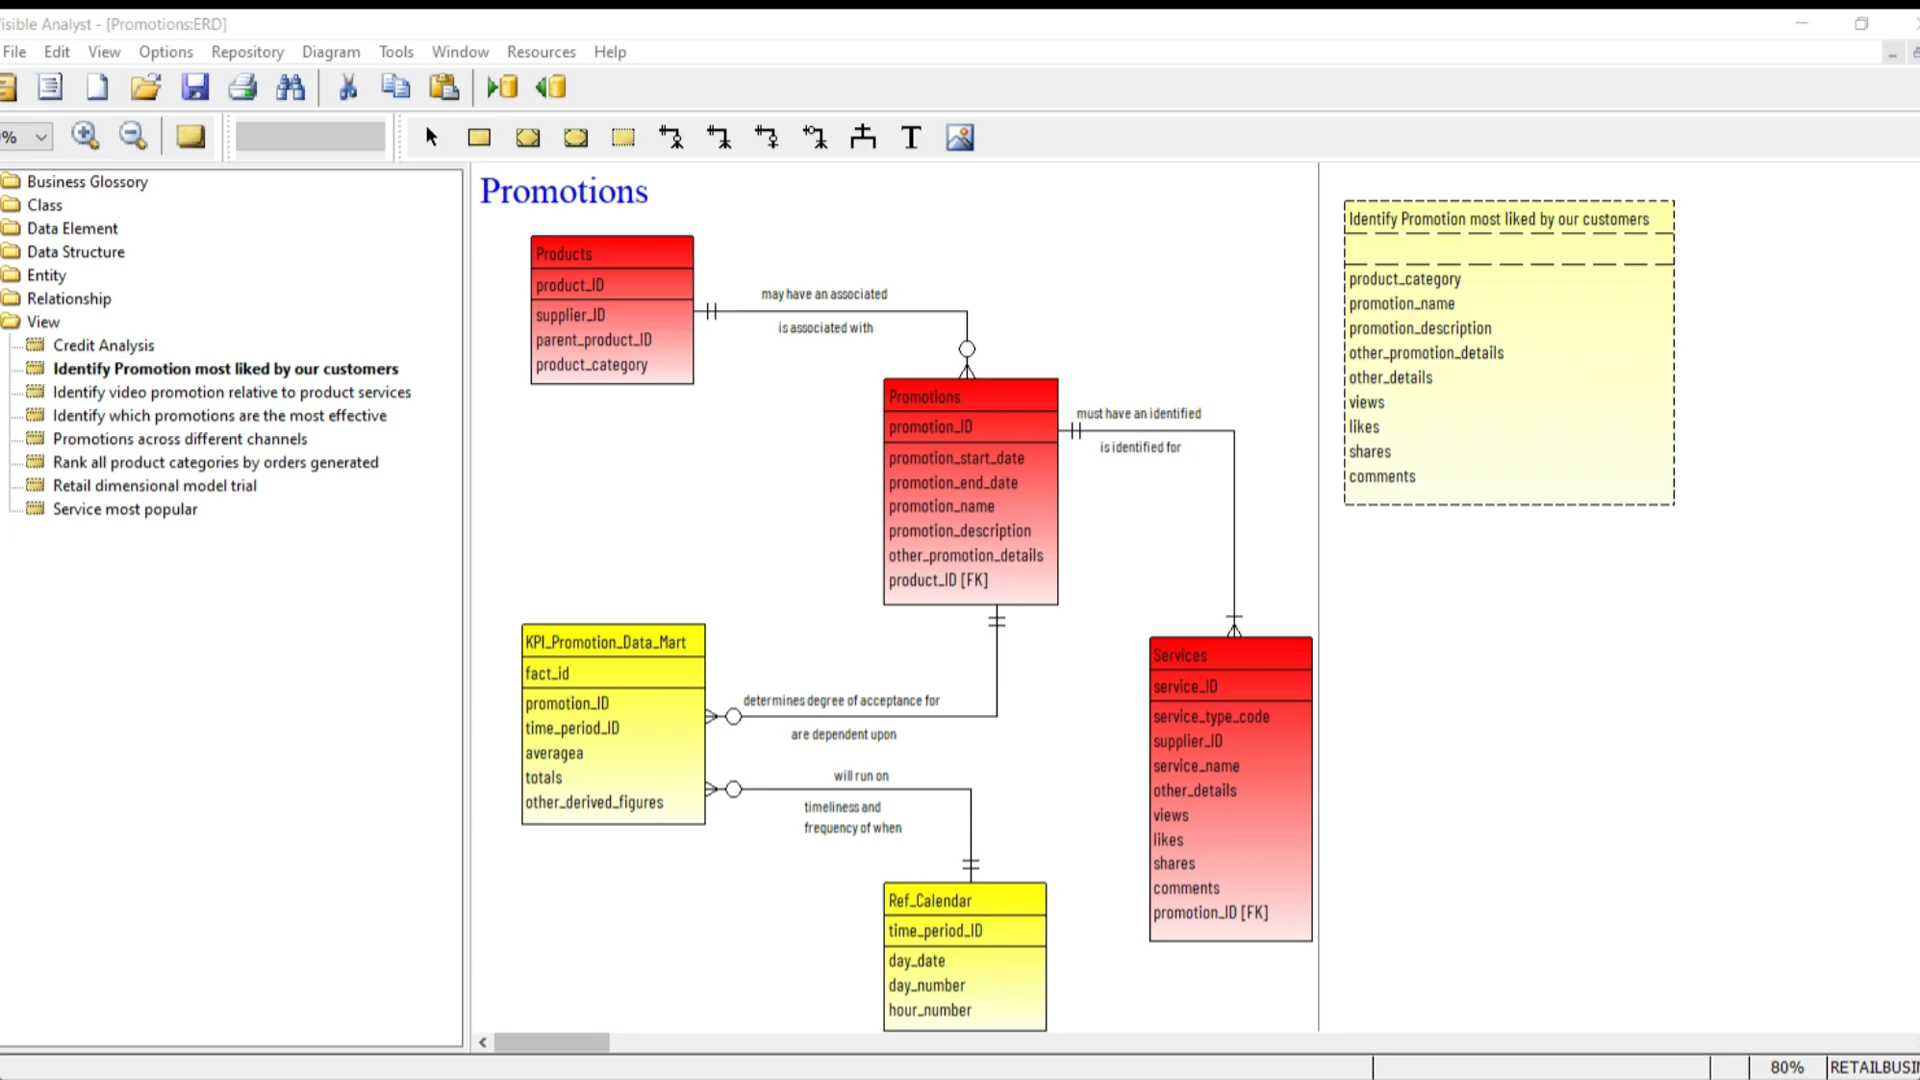 isible Analyst - [Promotions:ERD]
File Edit View Options Repository Diagram Tools Window Resources Help
% T
Business Glossary
Class
Data Element
Data Structure
Entity
Relationship
View
Credit Analysis
Identify Promotion most liked by our customers
Identify video promotion relative to product services
Identify which promotions are the most effective
Promotions across different channels
Rank all product categories by orders generated
Retail dimensional model trial
Service most popular
Promotions
Products
product_ID
supplier_ID
parent_product_ID
product_category
may have an associated
is associated with
Promotions
promotion_ID
promotion_start_date
promotion_end_date
promotion_name
promotion_description
other_promotion_details
product_ID [FK]
must have an identified
is identified for
KPI_Promotion_Data_Mart
fact_id
promotion_ID
time_period_ID
averagea
totals
other_derived_figures
determines degree of acceptance for
are dependent upon
will run on
timeliness and
frequency of when
Services
service_ID
service_type_code
supplier_ID
service_name
other_details
views
likes
shares
comments
promotion_ID [FK]
Ref_Calendar
time_period_ID
day_date
day_number
hour_number
Identify Promotion most liked by our customers
product_category
promotion_name
promotion_description
other_promotion_details
other_details
views
likes
shares
comments
80% RETAILBUSI